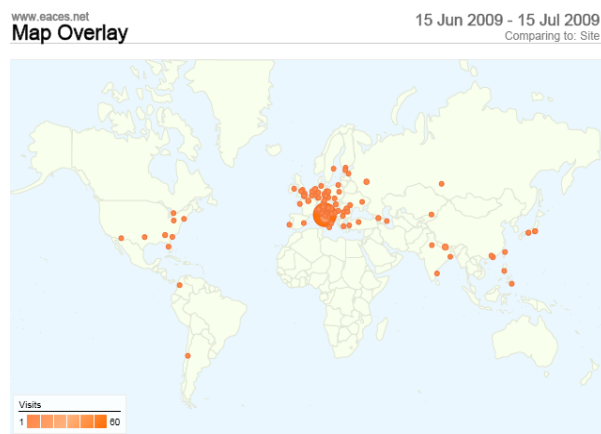 www.eaces.net
Map Overlay
15 Jun 2009 - 15 Jul 2009
Comparing to: Site
Visits
1 60